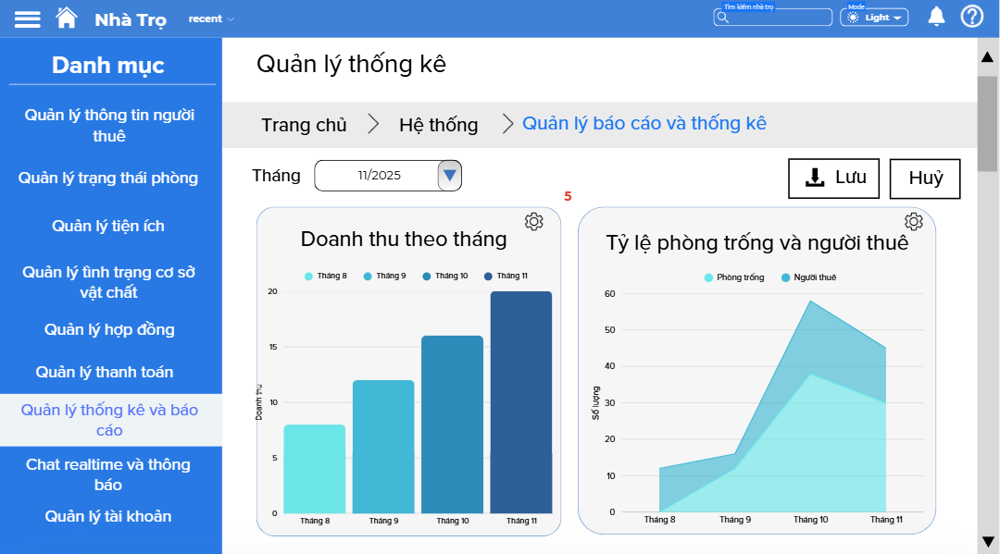 Nhà Trọ
recent
Tìm kiếm nhà trọ
Mode
Light
?
Danh mục
Quản lý thông tin người
thuê
Quản lý trạng thái phòng
Quản lý tiện ích
Quản lý tình trạng cơ sở
vật chất
Quản lý hợp đồng
Quản lý thanh toán
Quản lý thống kê và báo
cáo
Chat realtime và thông
báo
Quản lý tài khoản
Quản lý thống kê
Trang chủ
Hệ thống
Quản lý báo cáo và thống kê
Tháng
11/2025
Lưu
Huỷ
5
Doanh thu theo tháng
Tháng 8 Tháng 9 Tháng 10 Tháng 11
20
15
10
5
0
Doanh thu
Tháng 8 Tháng 9 Tháng 10 Tháng 11
Tỷ lệ phòng trống và người thuê
Phòng trống Người thuê
60
50
40
30
20
10
0
Số lượng
Tháng 8 Tháng 9 Tháng 10 Tháng 11